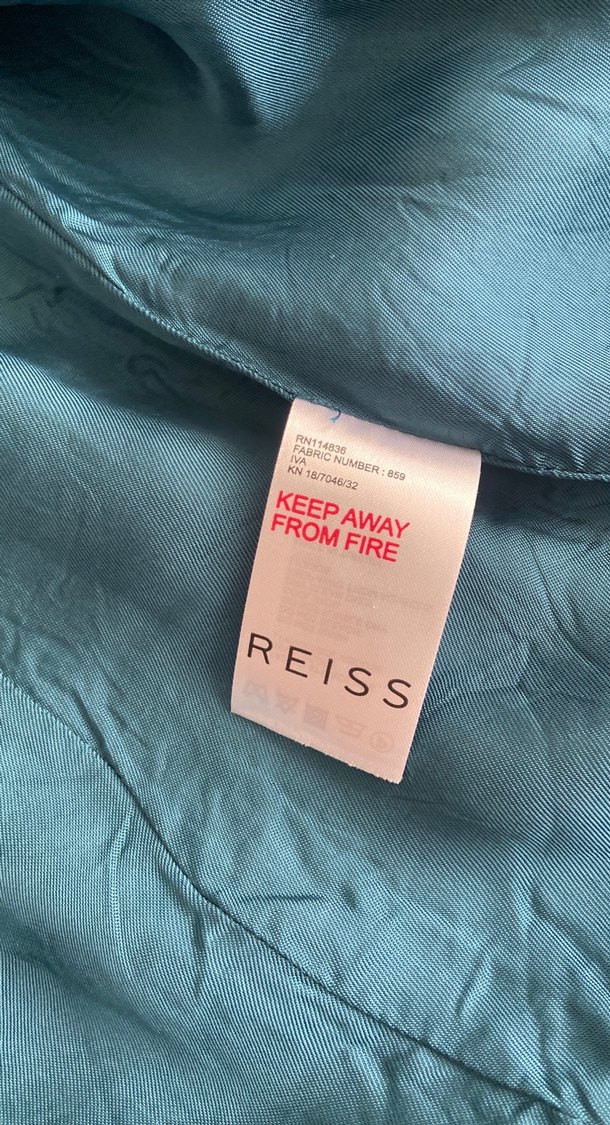 RN114836
FABRIC NUMBER : 859
IVA
KN 18/7046/32
KEEP AWAY
FROM FIRE
REISS